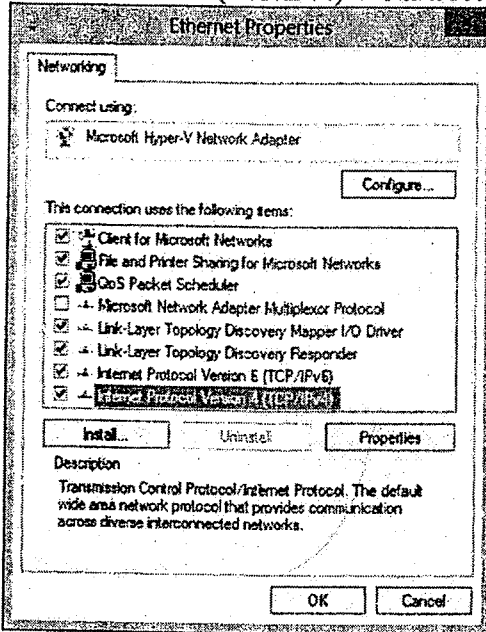 Ethernet Properties
Networking
Connect using:
Microsoft Hyper-V Network Adapter
Configure...
This connection uses the following items:
Client for Microsoft Networks
File and Printer Sharing for Microsoft Networks
QoS Packet Scheduler
Microsoft Network Adapter Multiplexor Protocol
Link-Layer Topology Discovery Mapper I/O Driver
Link-Layer Topology Discovery Responder
Internet Protocol Version 6 (TCP/IPv6)
Internet Protocol Version 4 (TCP/IPv4)
Install...
Uninstall
Properties
Description
Transmission Control Protocol/Internet Protocol. The default
wide area network protocol that provides communication
across diverse interconnected networks.
OK
Cancel